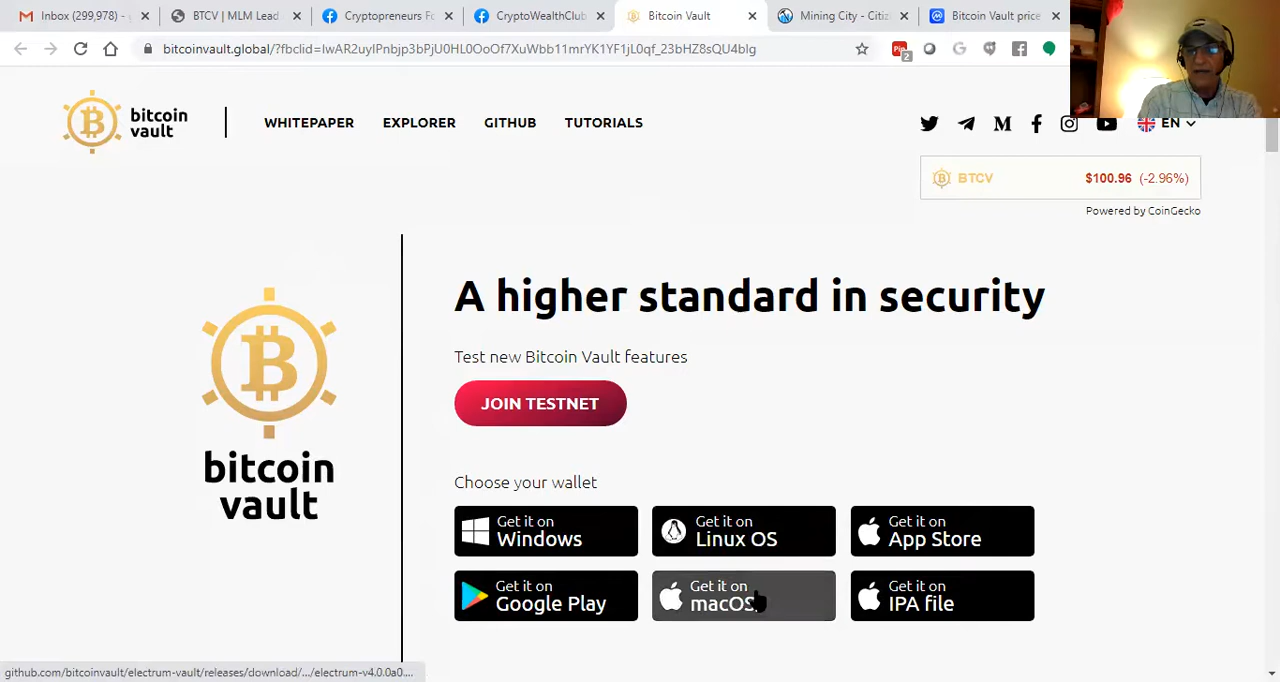 Inbox (299,978) -
BTCV | MLM Lead
Cryptopreneurs Fo
CryptoWealthClub
Bitcoin Vault
Mining City - Citiz
Bitcoin Vault price
bitcoinvault.global/?fbclid=IwAR2uyIPnbjp3bPjU0HL0OoOf7XuWbb11mrYK1YF1jL0qf_23bHZ8sQU4blg
2
bitcoin
vault
WHITEPAPER
EXPLORER
GITHUB
TUTORIALS
EN
BTCV
$100.96 (-2.96%)
Powered by CoinGecko
A higher standard in security
Test new Bitcoin Vault features
JOIN TESTNET
bitcoin
vault
Choose your wallet
Get it on
Windows
Get it on
Linux OS
Get it on
App Store
Get it on
Google Play
Get it on
macOS
Get it on
IPA file
github.com/bitcoinvault/electrum-vault/releases/download/.../electrum-v4.0.0a0....